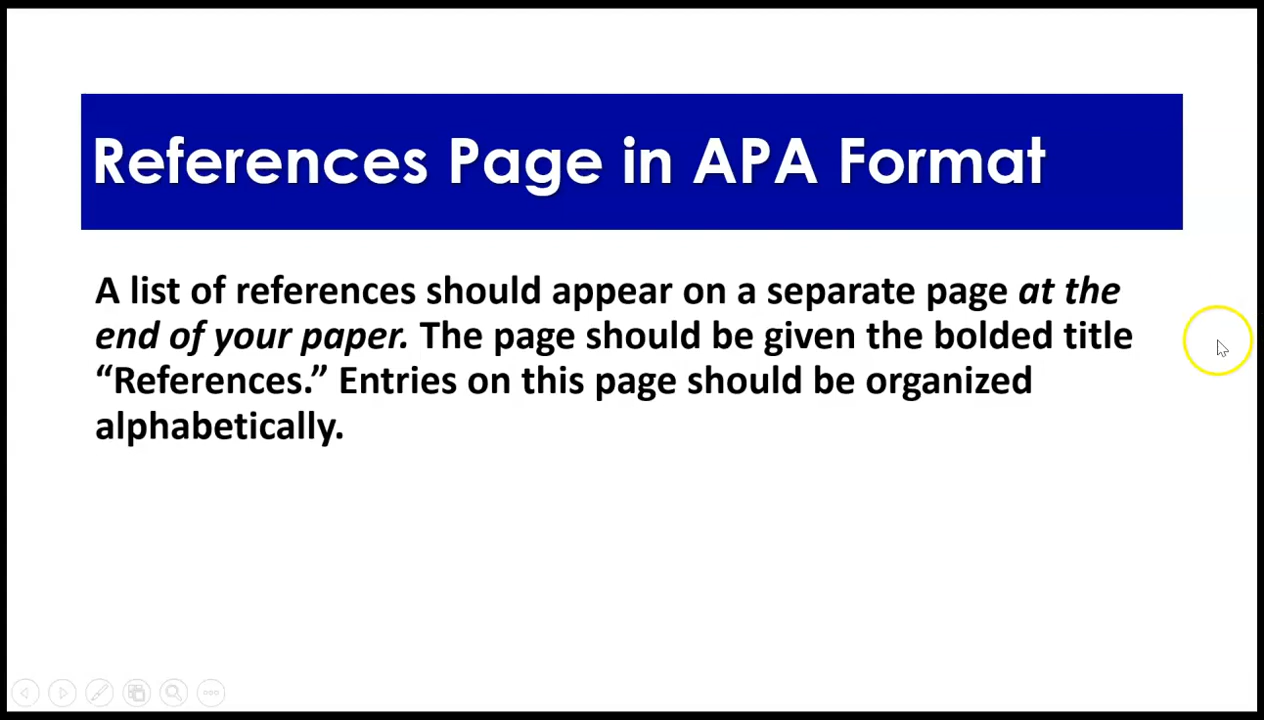 References Page in APA Format
A list of references should appear on a separate page at the
end of your paper. The page should be given the bolded title
“References.” Entries on this page should be organized
alphabetically.